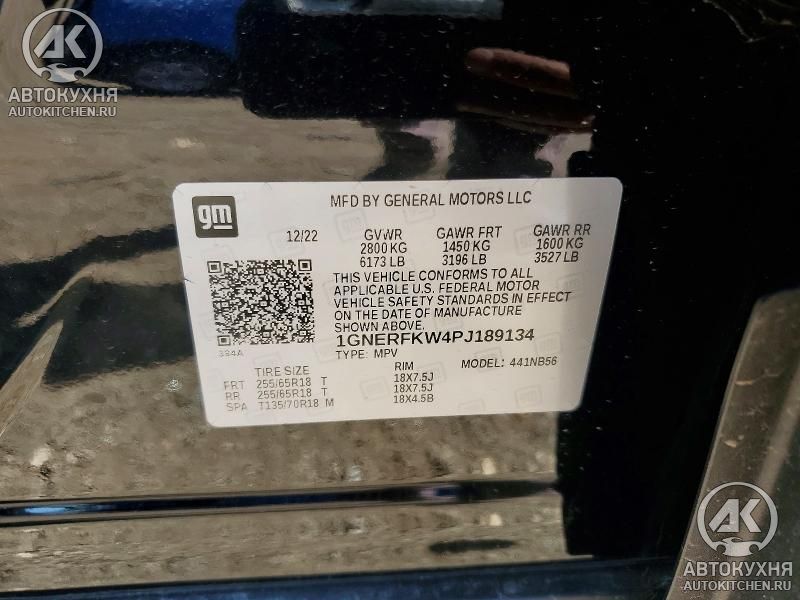 АК
АВТОКУХНЯ
AUTOKITCHEN.RU
gm
MFD BY GENERAL MOTORS LLC
12/22 GVWR GAWR FRT GAWR RR
2800 KG 1450 KG 1600 KG
6173 LB 3196 LB 3527 LB
THIS VEHICLE CONFORMS TO ALL
APPLICABLE U.S. FEDERAL MOTOR
VEHICLE SAFETY STANDARDS IN EFFECT
ON THE DATE OF MANUFACTURE
SHOWN ABOVE.
384A
1GNERFKW4PJ189134
TYPE: MPV MODEL: 441NB56
TIRE SIZE RIM
FRT 255/65R18 T 18X7.5J
RR 255/65R18 T 18X7.5J
SPA T135/70R18 M 18X4.5B
АК
АВТОКУХНЯ
AUTOKITCHEN.RU